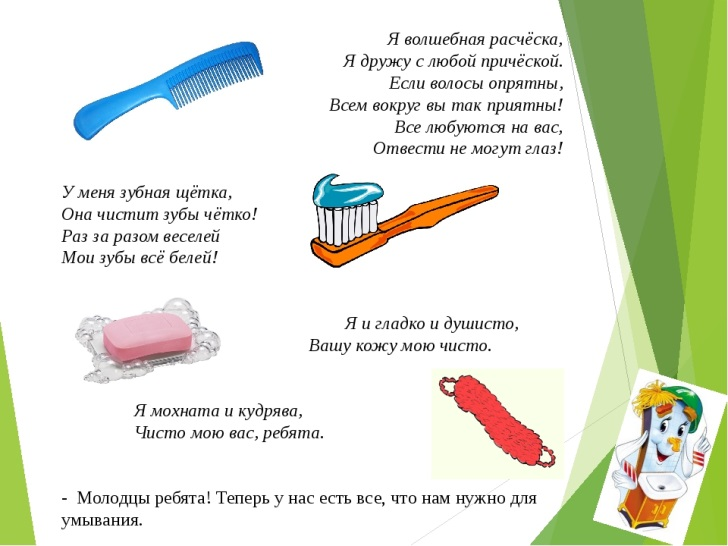 Я волшебная расчёска,
Я дружу с любой причёской.
Если волосы опрятны,
Всем вокруг вы так приятны!
Все любуются на вас,
Отвести не могут глаз!
У меня зубная щётка,
Она чистит зубы чётко!
Раз за разом веселей
Мои зубы всё белей!
Я и гладко и душисто,
Вашу кожу мою чисто.
Я мохната и кудрява,
Чисто мою вас, ребята.
- Молодцы ребята! Теперь у нас есть все, что нам нужно для
умывания.